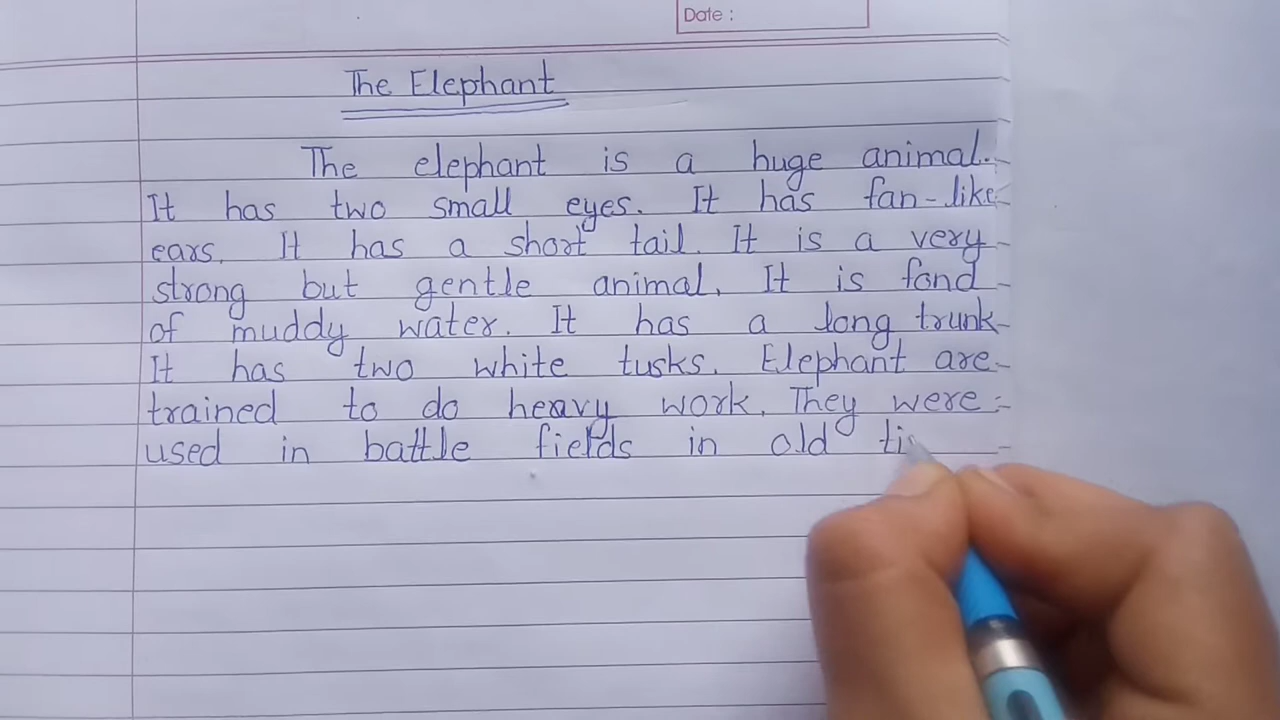 Date :
The Elephant
The elephant is a huge animal.
It has two small eyes. It has fan-like
ears. It has a short tail. It is a very
strong but gentle animal. It is fond
of muddy water. It has a long trunk
It has two white tusks. Elephant are
trained to do heavy work. They were
used in battle fields in old